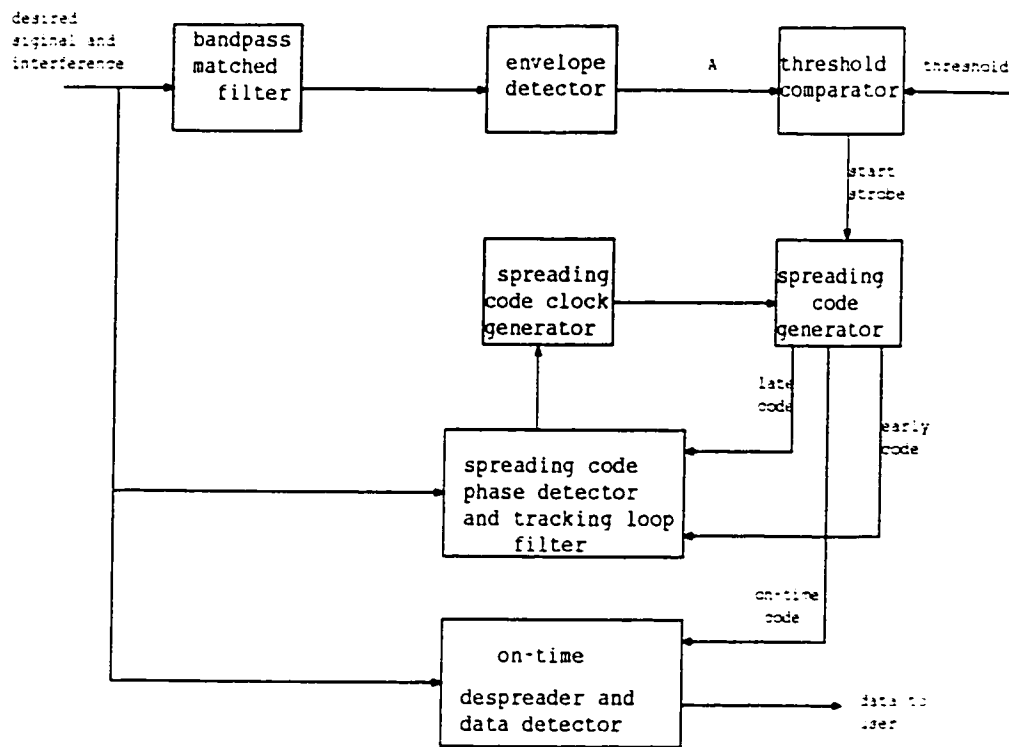 desired
siginal and
interference
bandpass
matched
filter
envelope
detector
A
threshold
comparator
threshold
start
strobe
spreading
code clock
generator
spreading
code
generator
late
code
early
code
spreading code
phase detector
and tracking loop
filter
on-time
code
on-time
despreader and
data detector
data to
user